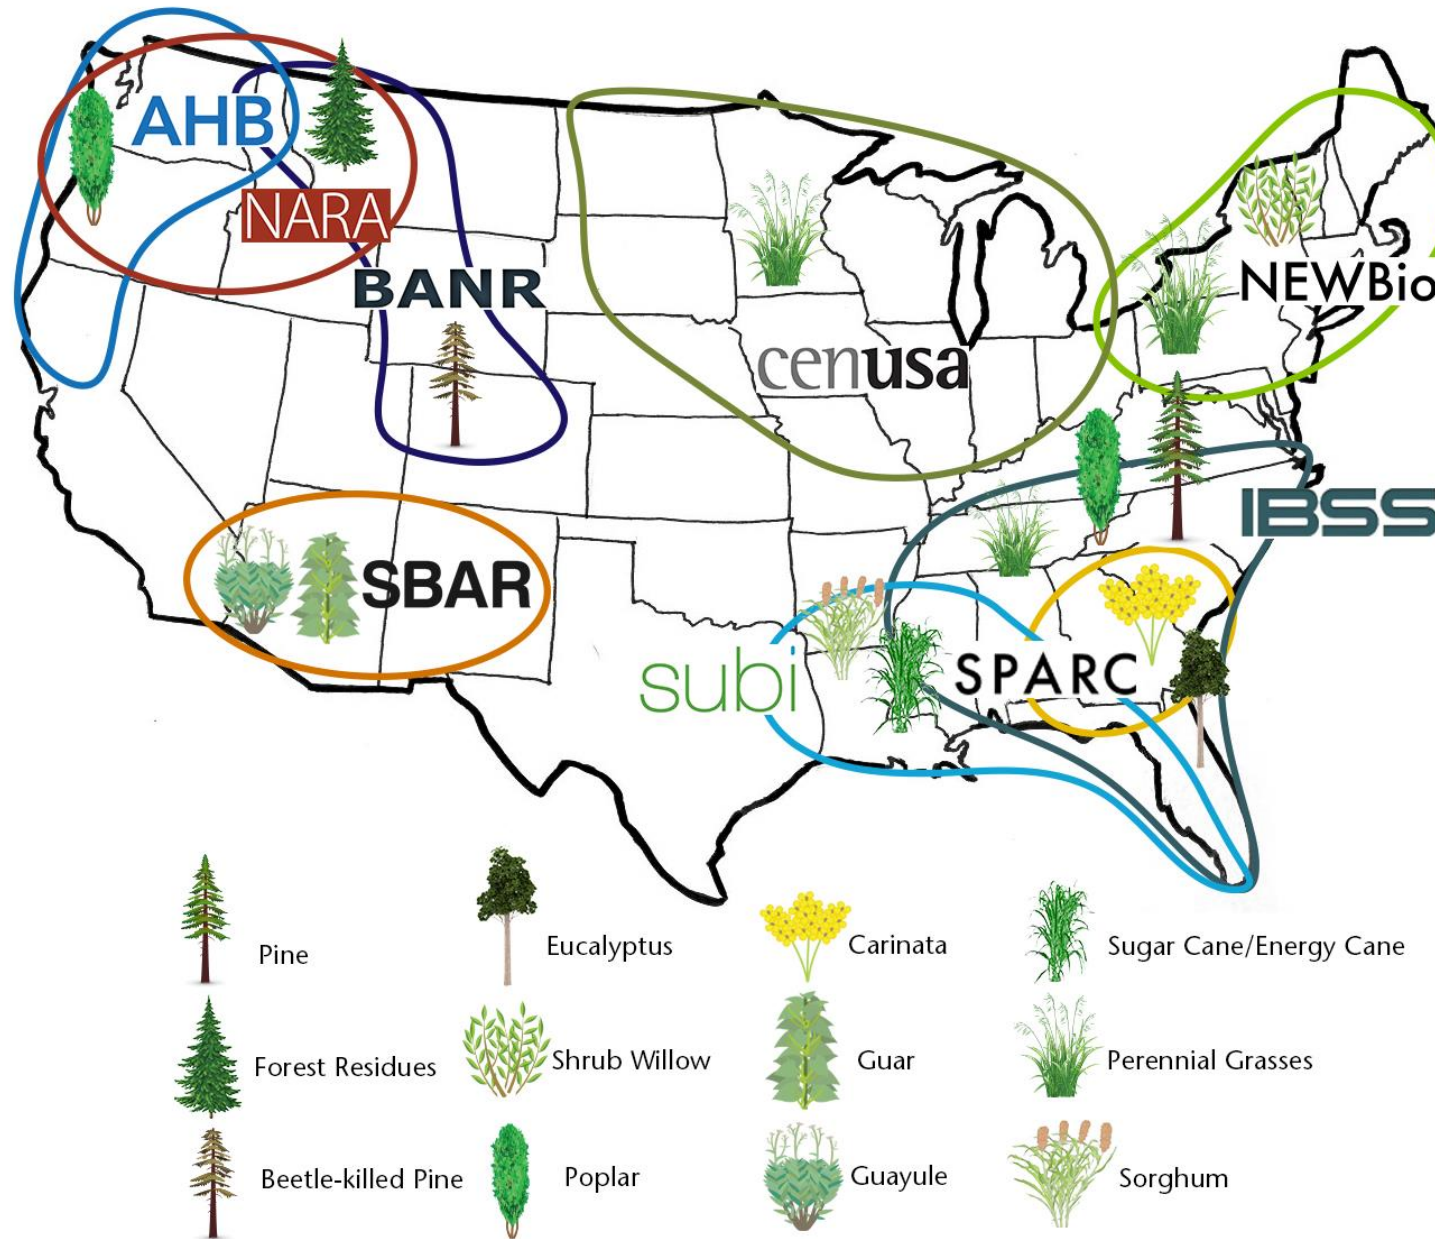 AHB
NARA
BANR
cenusa
NEWBio
IBSS
SBAR
subi
SPARC
Pine
Eucalyptus
Carinata
Sugar Cane/Energy Cane
Forest Residues
Shrub Willow
Guar
Perennial Grasses
Beetle-killed Pine
Poplar
Guayule
Sorghum